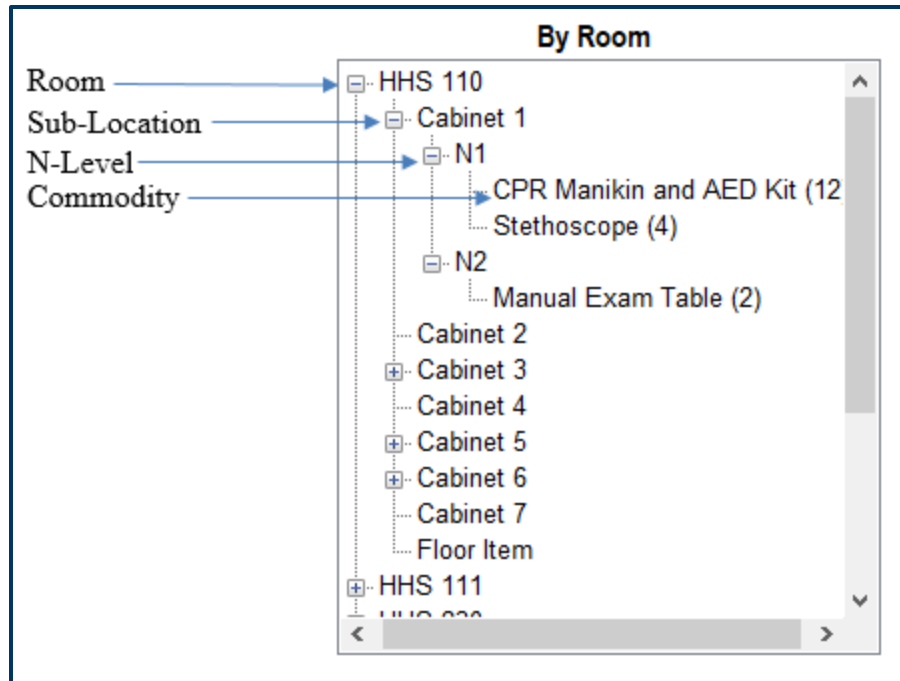 By Room
Room
HHS 110
Sub-Location
Cabinet 1
N-Level
N1
Commodity
CPR Manikin and AED Kit (12
Stethoscope (4)
N2
Manual Exam Table (2)
Cabinet 2
Cabinet 3
Cabinet 4
Cabinet 5
Cabinet 6
Cabinet 7
Floor Item
HHS 111